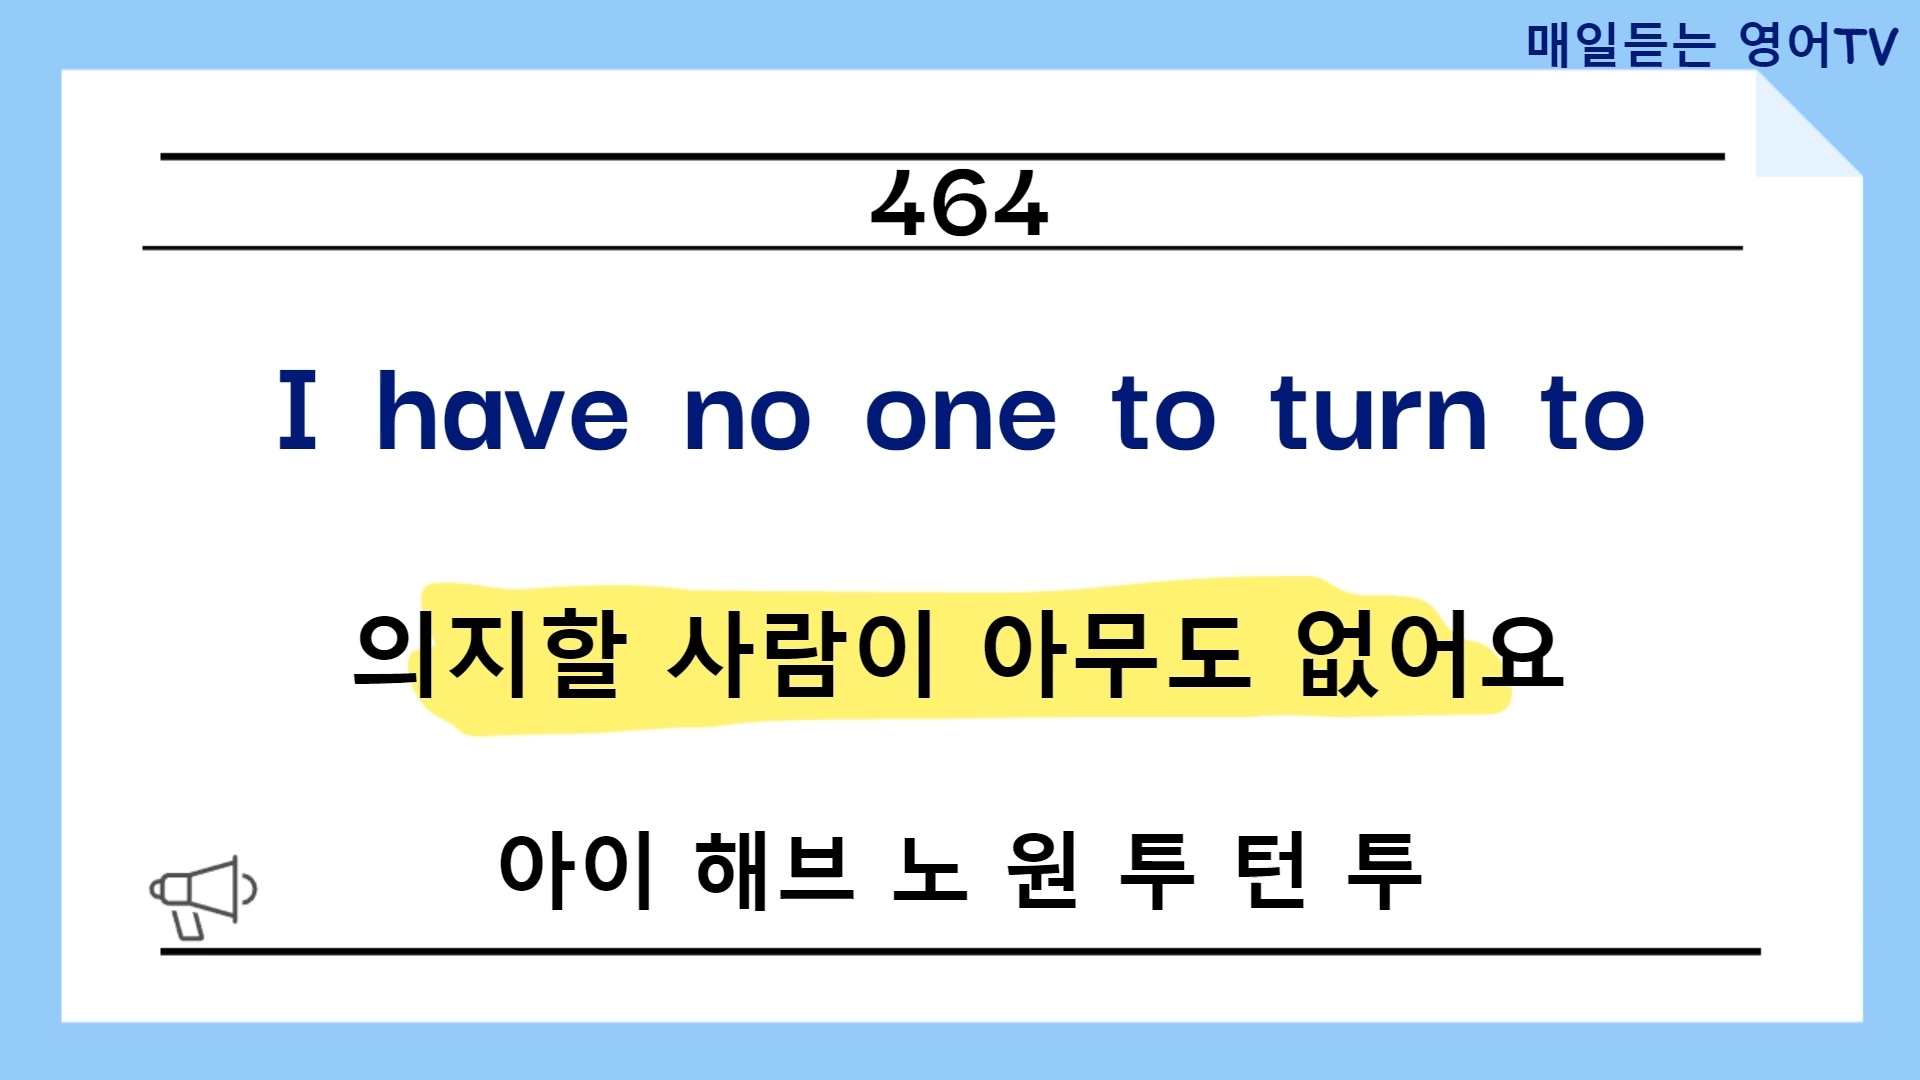 매일듣는 영어TV
464
I have no one to turn to
의지할 사람이 아무도 없어요
아이 해브 노 원 투 턴 투